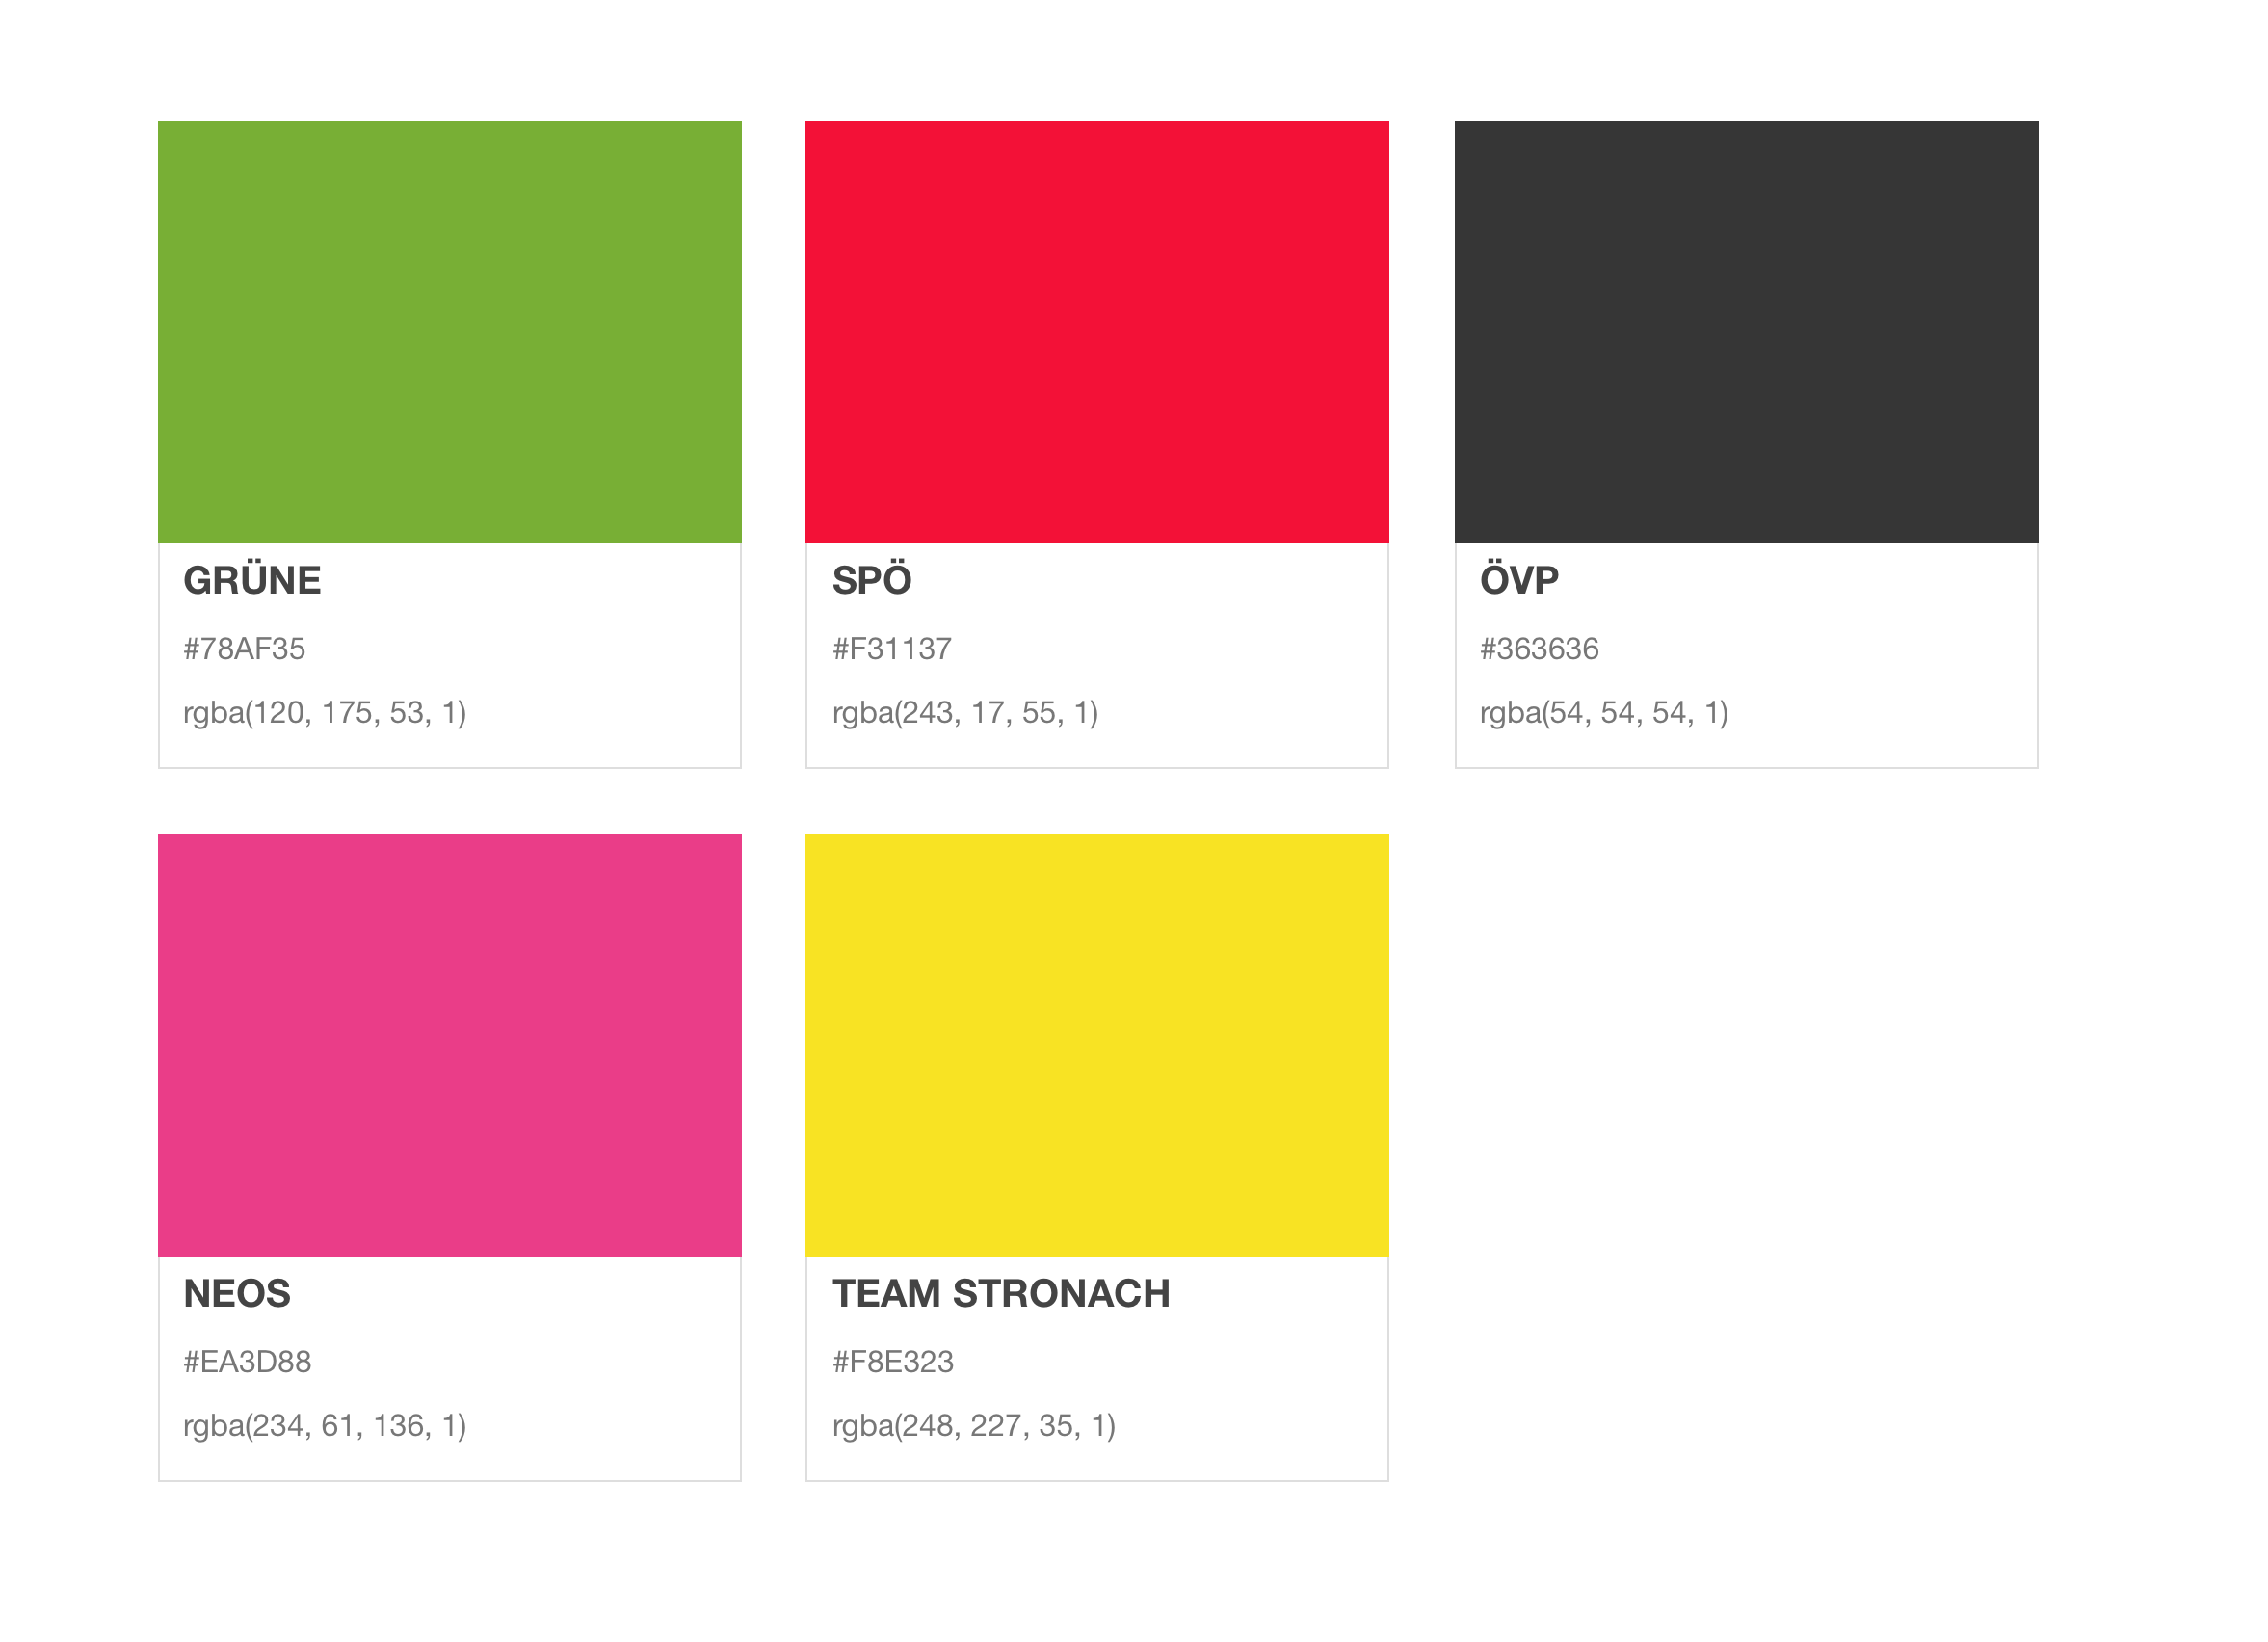 GRÜNE
#78AF35
rgba(120, 175, 53, 1)
SPÖ
#F31137
rgba(243, 17, 55, 1)
ÖVP
#363636
rgba(54, 54, 54, 1)
NEOS
#EA3D88
rgba(234, 61, 136, 1)
TEAM STRONACH
#F8E323
rgba(248, 227, 35, 1)